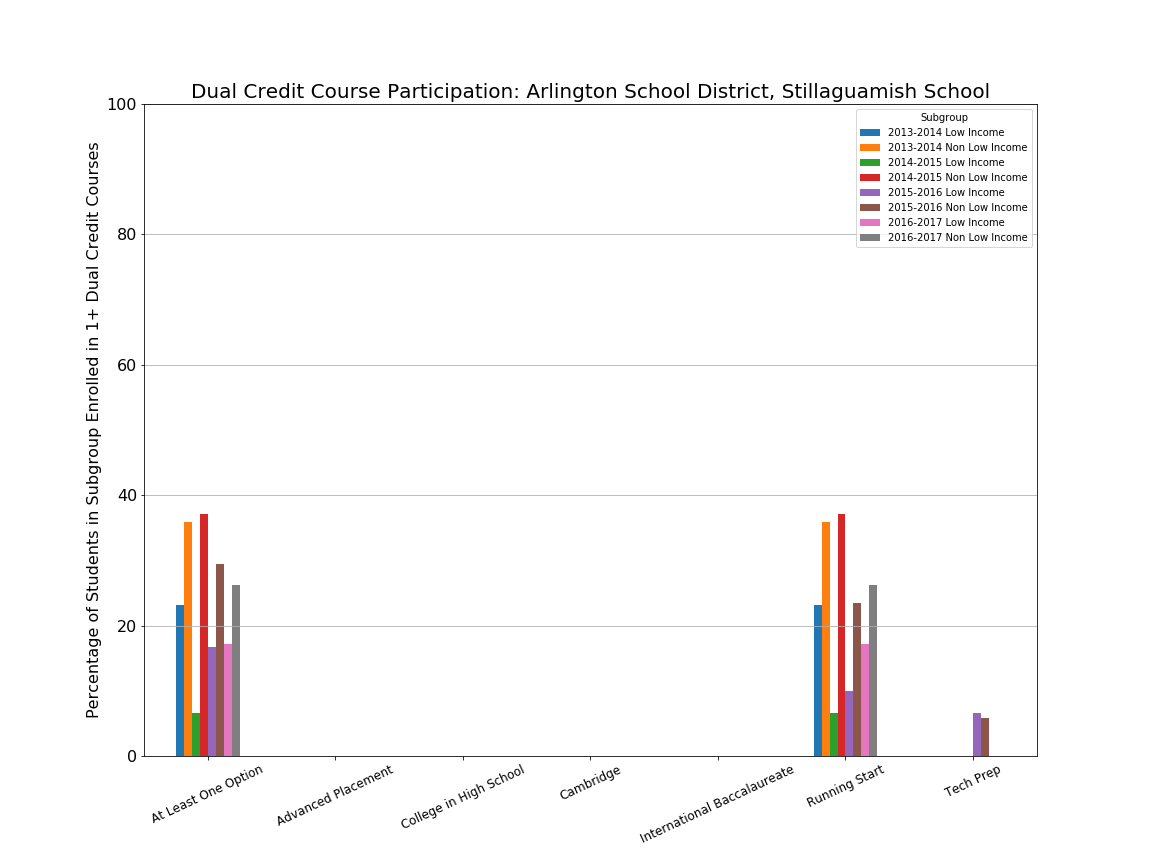 Dual Credit Course Participation: Arlington School District, Stillaguamish School
Percentage of Students in Subgroup Enrolled in 1+ Dual Credit Courses
100
80
60
40
20
0
Subgroup
2013-2014 Low Income
2013-2014 Non Low Income
2014-2015 Low Income
2014-2015 Non Low Income
2015-2016 Low Income
2015-2016 Non Low Income
2016-2017 Low Income
2016-2017 Non Low Income
At Least One Option
Advanced Placement
College in High School
Cambridge
International Baccalaureate
Running Start
Tech Prep